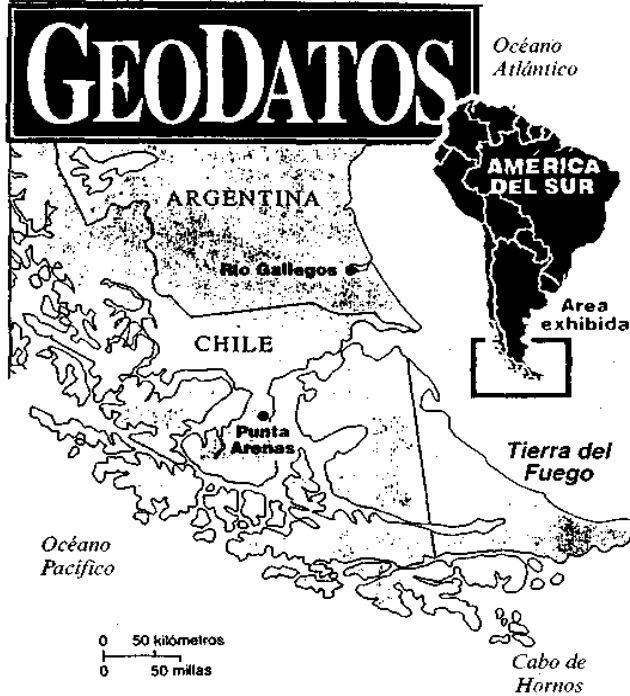 GEODATOS
Océano
Atlántico
AMÉRICA
DEL SUR
ARGENTINA
Río Gallegos
Area
exhibida
CHILE
Punta
Arenas
Tierra del
Fuego
Océano
Pacífico
0 50 kilómetros
0 50 millas
Cabo de
Hornos